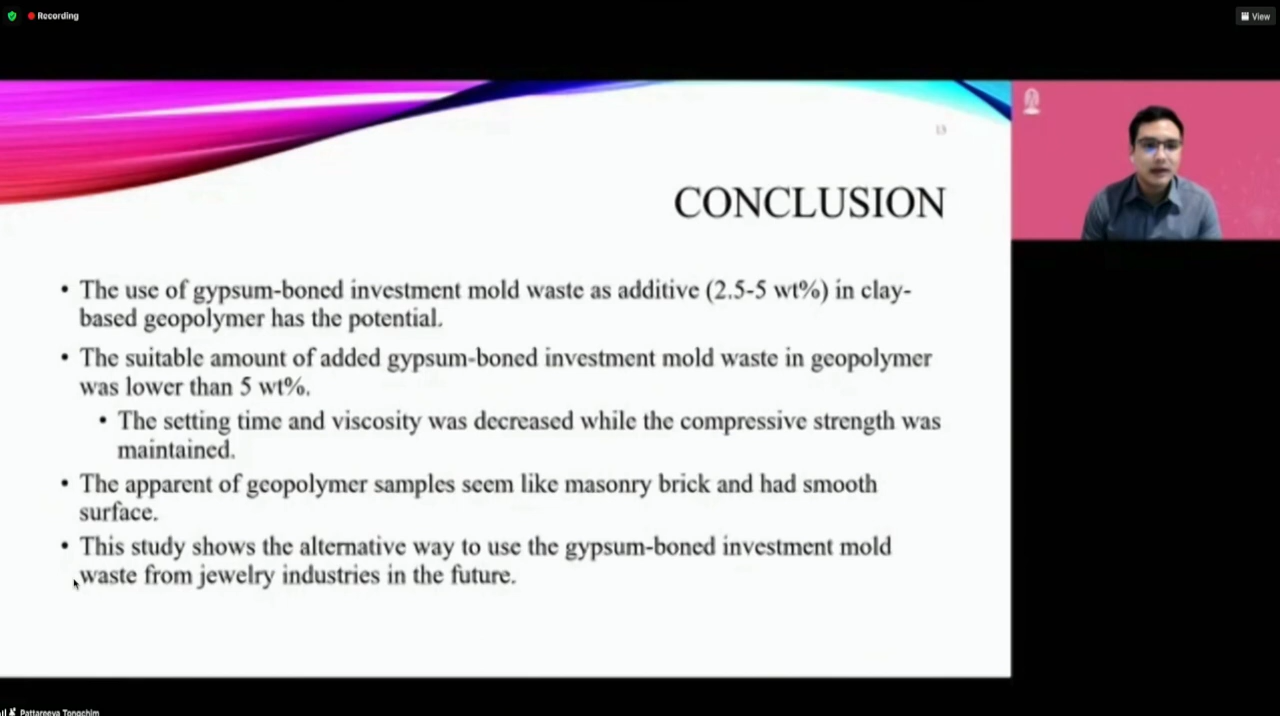 Recording
View
13
CONCLUSION
• The use of gypsum-boned investment mold waste as additive (2.5-5 wt%) in clay-
based geopolymer has the potential.
• The suitable amount of added gypsum-boned investment mold waste in geopolymer
was lower than 5 wt%.
• The setting time and viscosity was decreased while the compressive strength was
maintained.
• The apparent of geopolymer samples seem like masonry brick and had smooth
surface.
• This study shows the alternative way to use the gypsum-boned investment mold
waste from jewelry industries in the future.
Pattareeya Tongchim